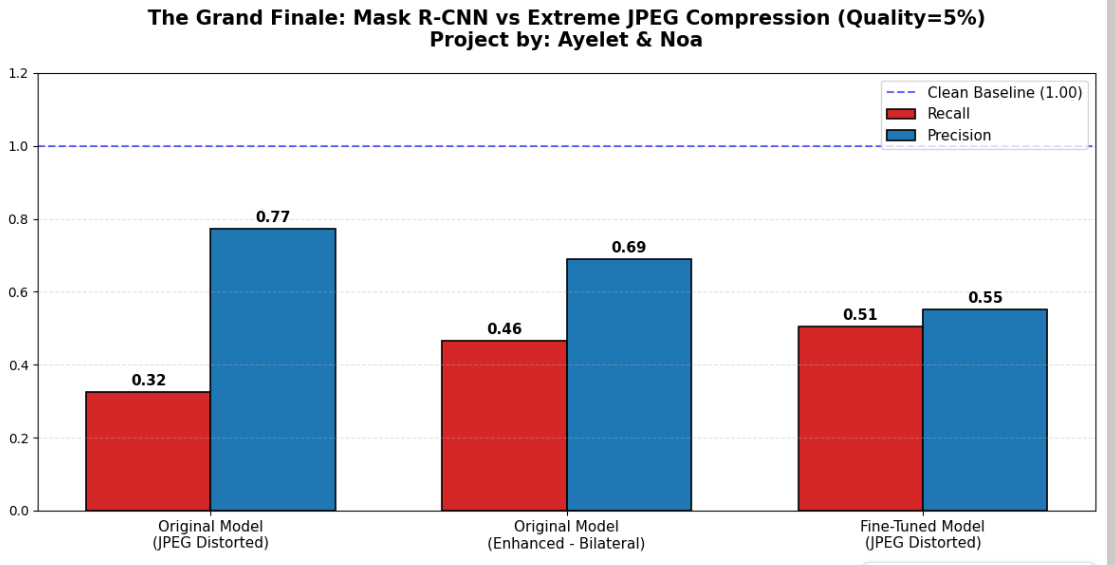 The Grand Finale: Mask R-CNN vs Extreme JPEG Compression (Quality=5%)
Project by: Ayelet & Noa
1.2
1.0
0.8
0.6
0.4
0.2
0.0
Clean Baseline (1.00)
Recall
Precision
0.32
0.77
0.46
0.69
0.51
0.55
Original Model
(JPEG Distorted)
Original Model
(Enhanced - Bilateral)
Fine-Tuned Model
(JPEG Distorted)